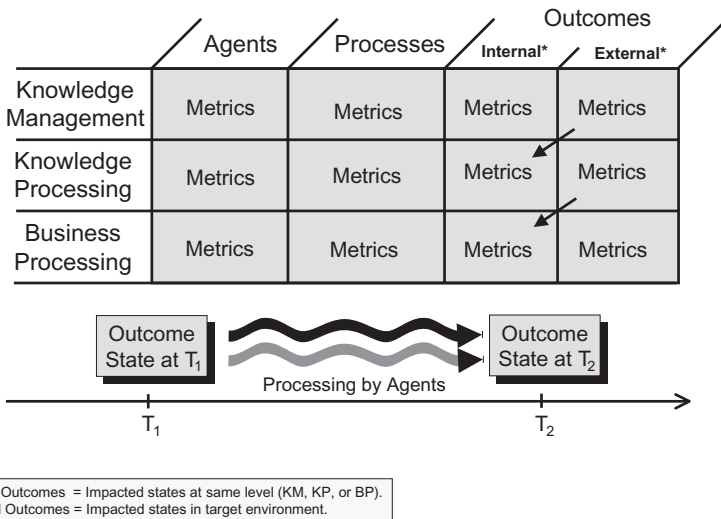 Outcomes
Agents Processes Internal* External*
Knowledge Management Metrics Metrics Metrics Metrics
Knowledge Processing Metrics Metrics Metrics Metrics
Business Processing Metrics Metrics Metrics Metrics
Outcome
State at T1
Outcome
State at T2
Processing by Agents
T1 T2
Outcomes = Impacted states at same level (KM, KP, or BP).
Outcomes = Impacted states in target environment.